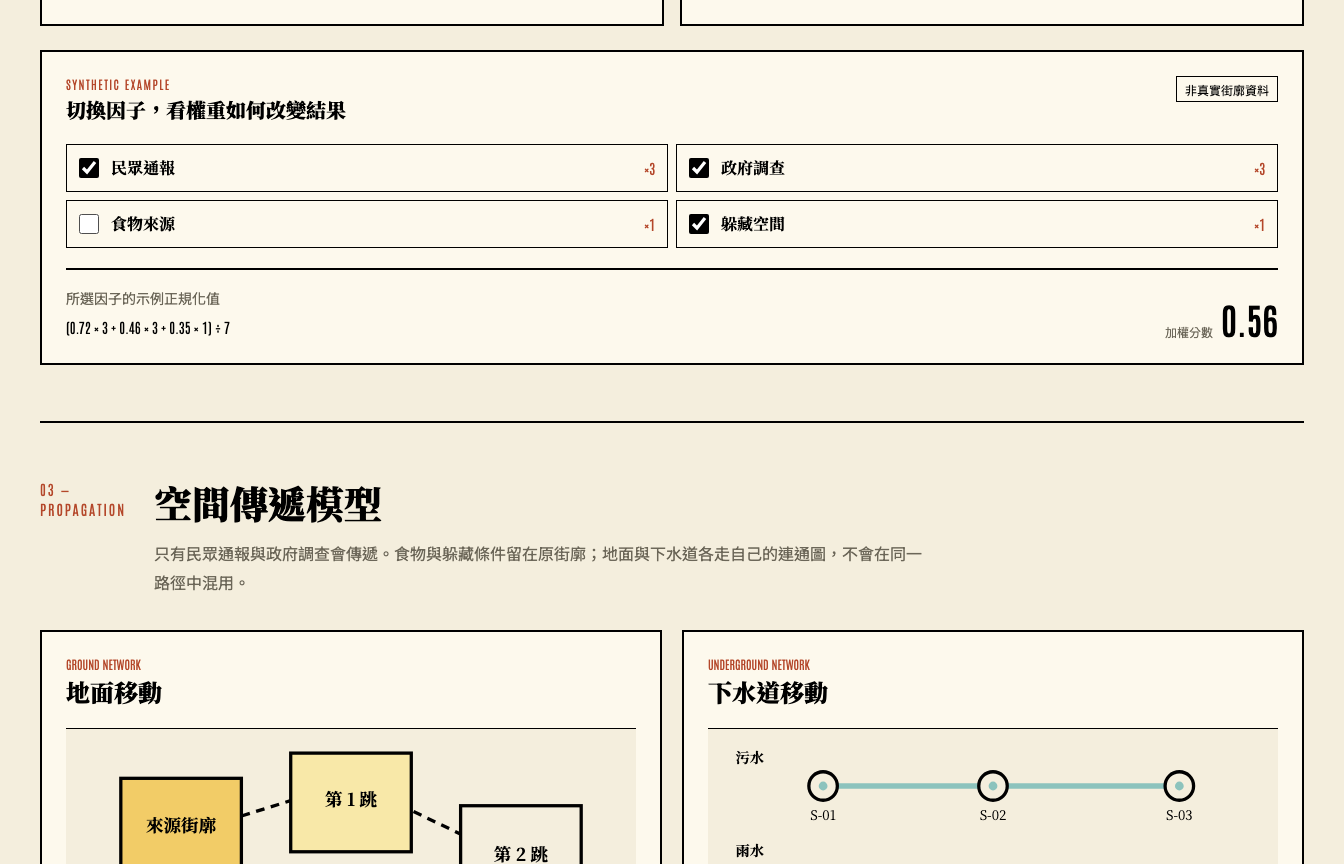 SYNTHETIC EXAMPLE
切換因子，看權重如何改變結果
非真實街廓資料
民眾通報 ×3
政府調查 ×3
食物來源 ×1
躲藏空間 ×1
所選因子的示例正規化值
(0.72 × 3 + 0.46 × 3 + 0.35 × 1) ÷ 7
加權分數 0.56
03 —
PROPAGATION
空間傳遞模型
只有民眾通報與政府調查會傳遞。食物與躲藏條件留在原街廓；地面與下水道各走自己的連通圖，不會在同一
路徑中混用。
GROUND NETWORK
地面移動
來源街廓
第 1 跳
第 2 跳
UNDERGROUND NETWORK
下水道移動
污水
S-01
S-02
S-03
雨水